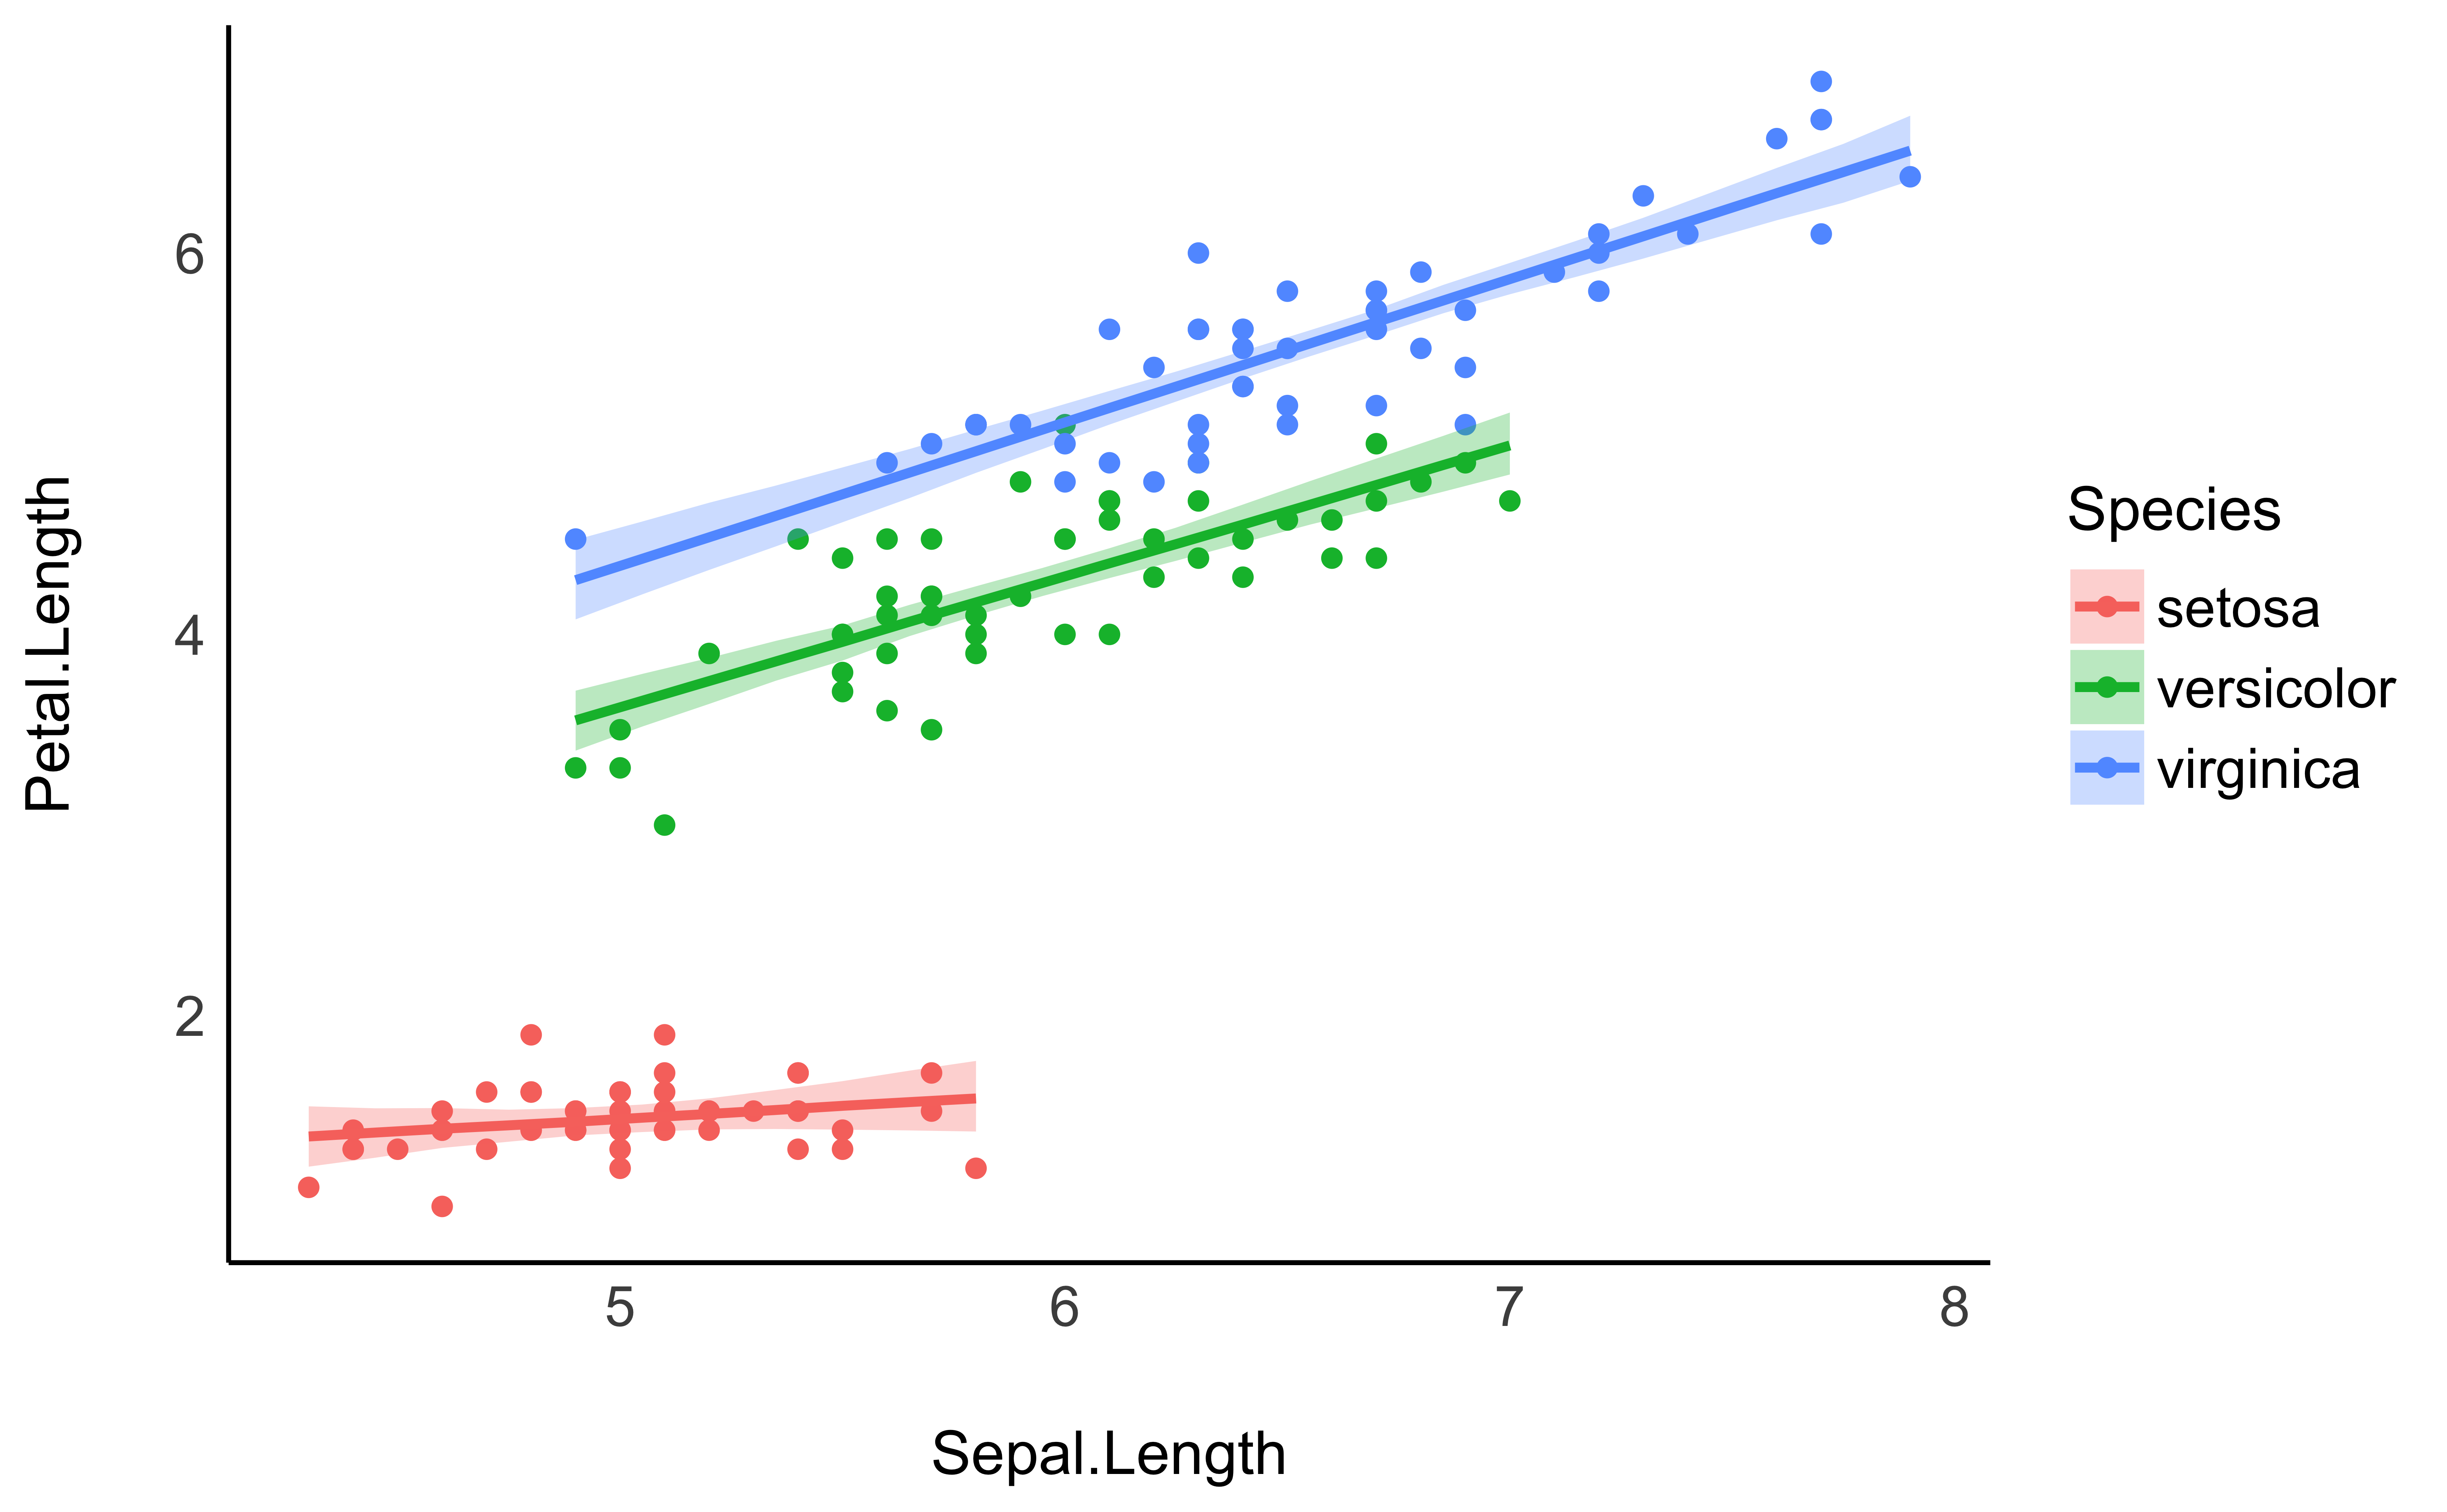 Petal.Length
6
4
2
5 6 7 8
Sepal.Length
Species
setosa
versicolor
virginica